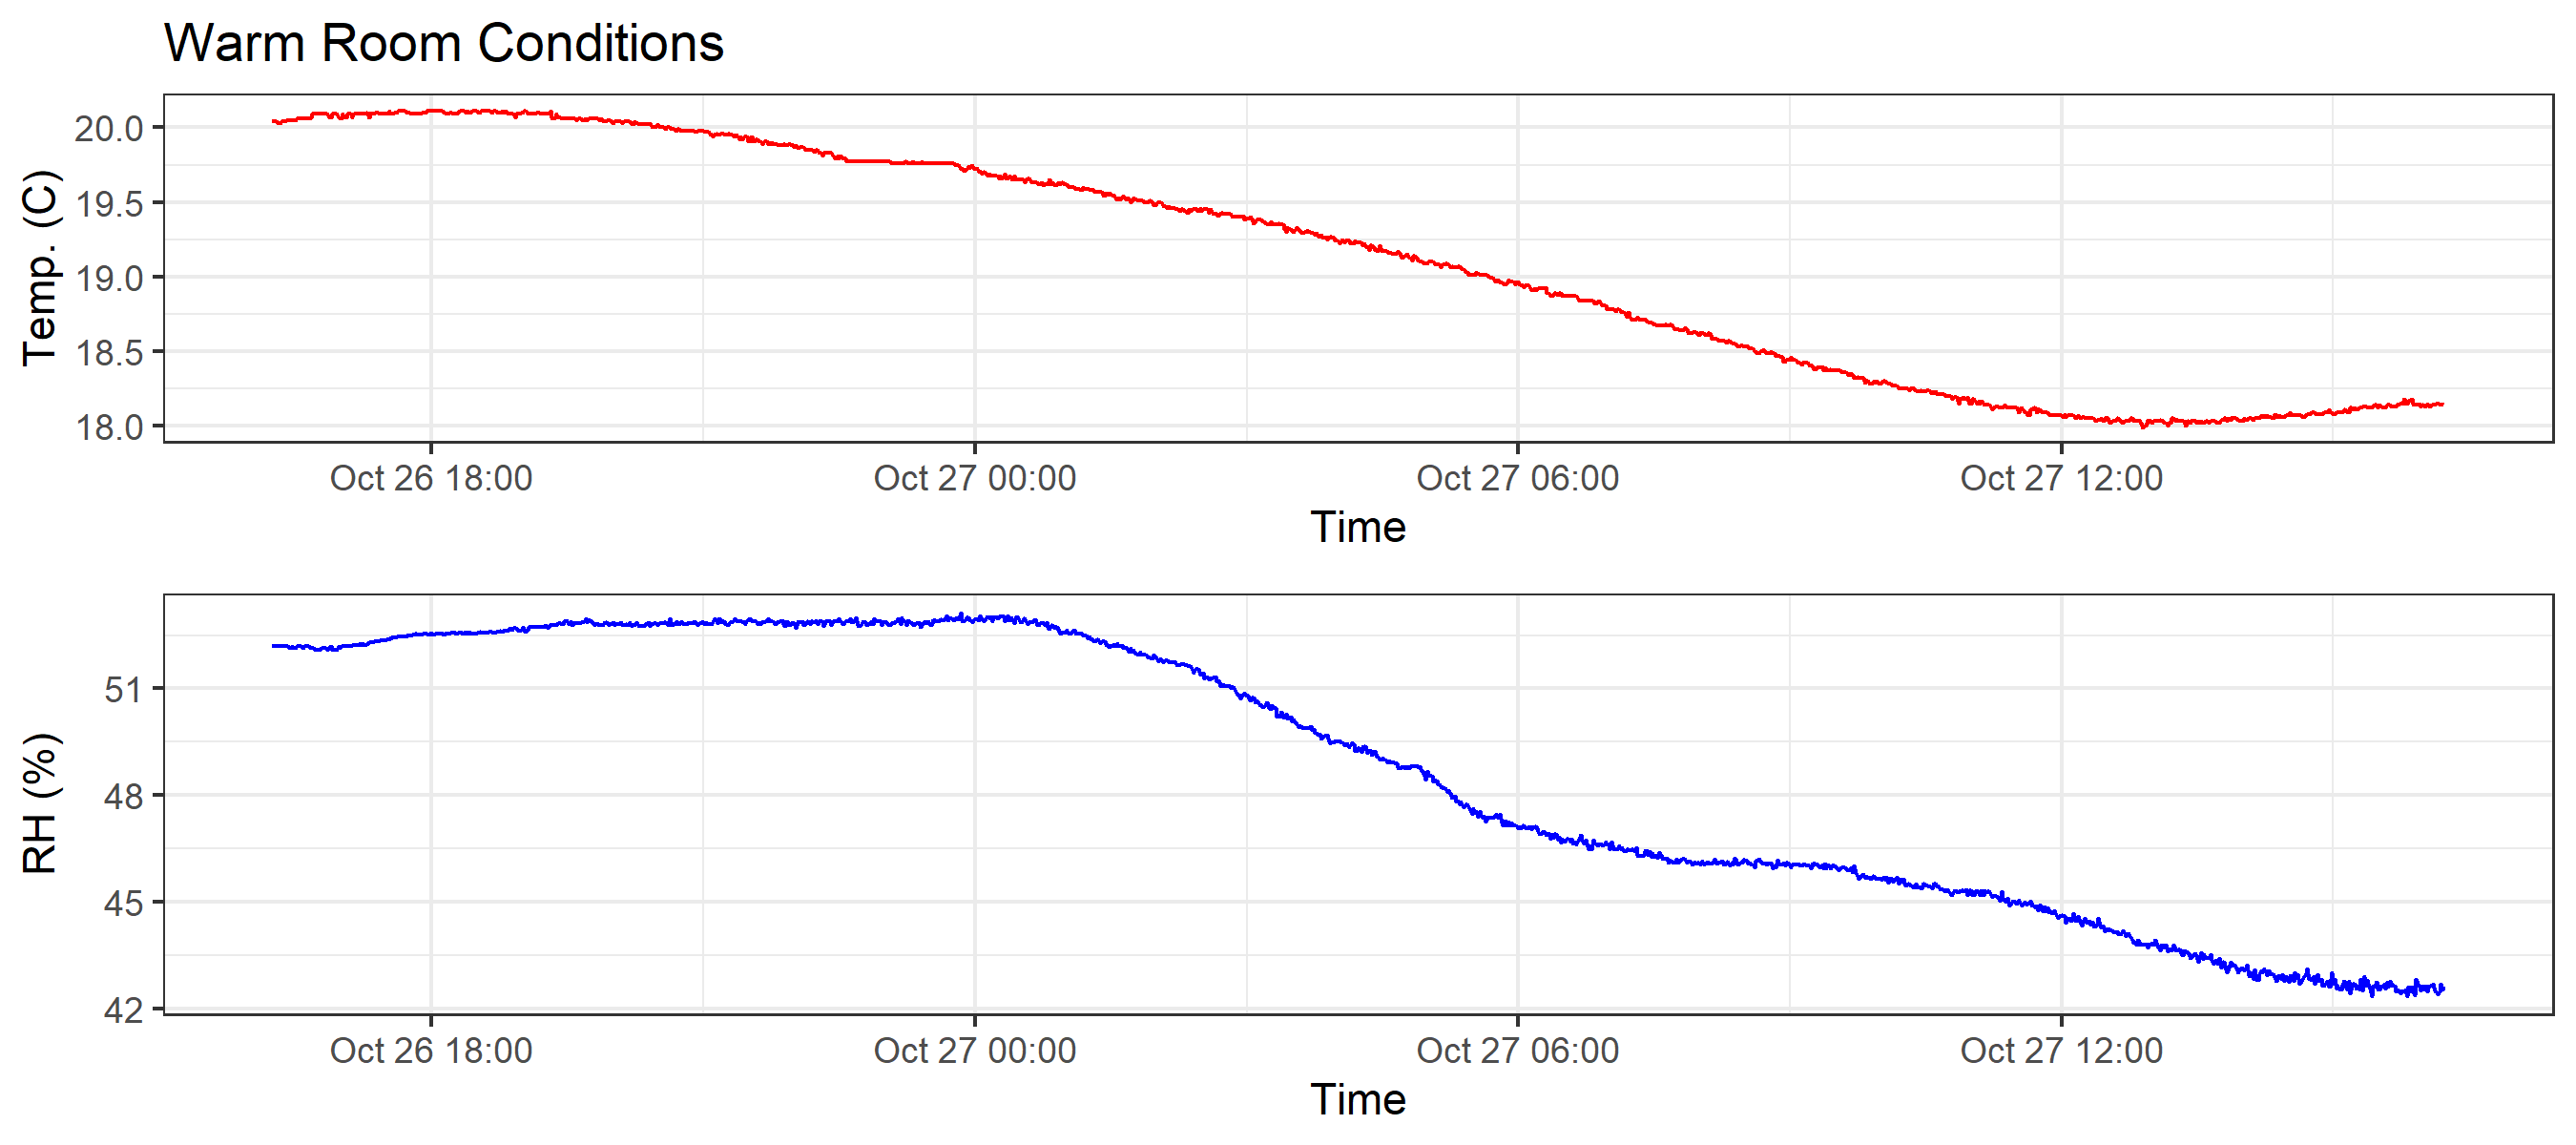 Warm Room Conditions
Temp. (C)
20.0
19.5
19.0
18.5
18.0
Oct 26 18:00 Oct 27 00:00 Oct 27 06:00 Oct 27 12:00
Time
RH (%)
51
48
45
42
Oct 26 18:00 Oct 27 00:00 Oct 27 06:00 Oct 27 12:00
Time